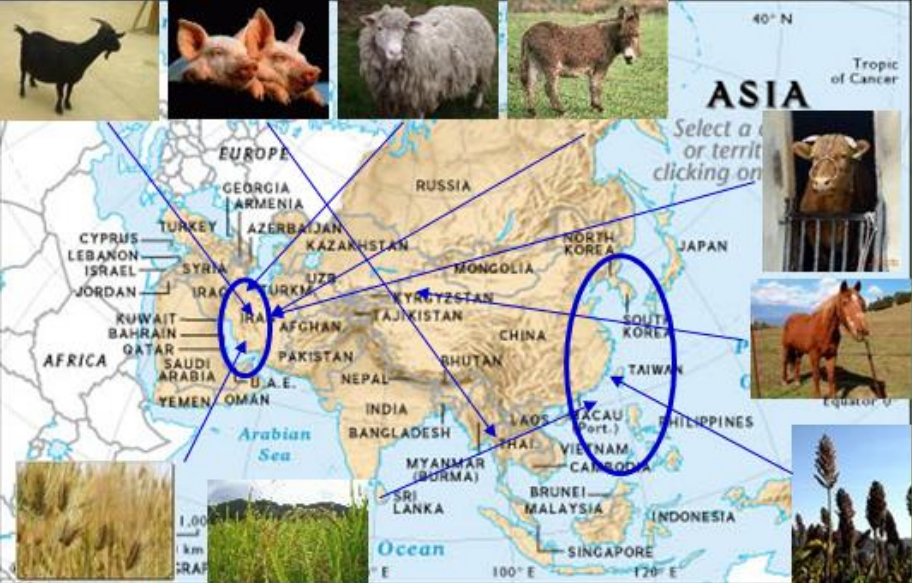 40° N
Tropic
of Cancer
ASIA
Select a
or territ
clicking on
EUROPE
RUSSIA
GEORGIA
ARMENIA
TURKEY
AZERBAIJAN
CYPRUS
KAZAKHSTAN
NORTH
KOREA
JAPAN
LEBANON
SYRIA
ISRAEL
UZB
MONGOLIA
JORDAN
IRAQ
TURKM
KYRGYZSTAN
KUWAIT
IRA
TAJIKISTAN
SOUTH
KOREA
BAHRAIN
AFGHAN
CHINA
QATAR
AFRICA
SAUDI
ARABIA
PAKISTAN
BHUTAN
U.A.E.
NEPAL
TAIWAN
YEMEN
OMAN
Equator 0°
INDIA
LAOS
MACAU
(Port.)
PHILIPPINES
Arabian
Sea
BANGLADESH
THAI
VIETNAM
MYANMAR
(BURMA)
CAMBODIA
SRI
LANKA
BRUNEI
MALAYSIA
INDONESIA
1,00
km
GRAF
Ocean
SINGAPORE
°E
100° E
120° E